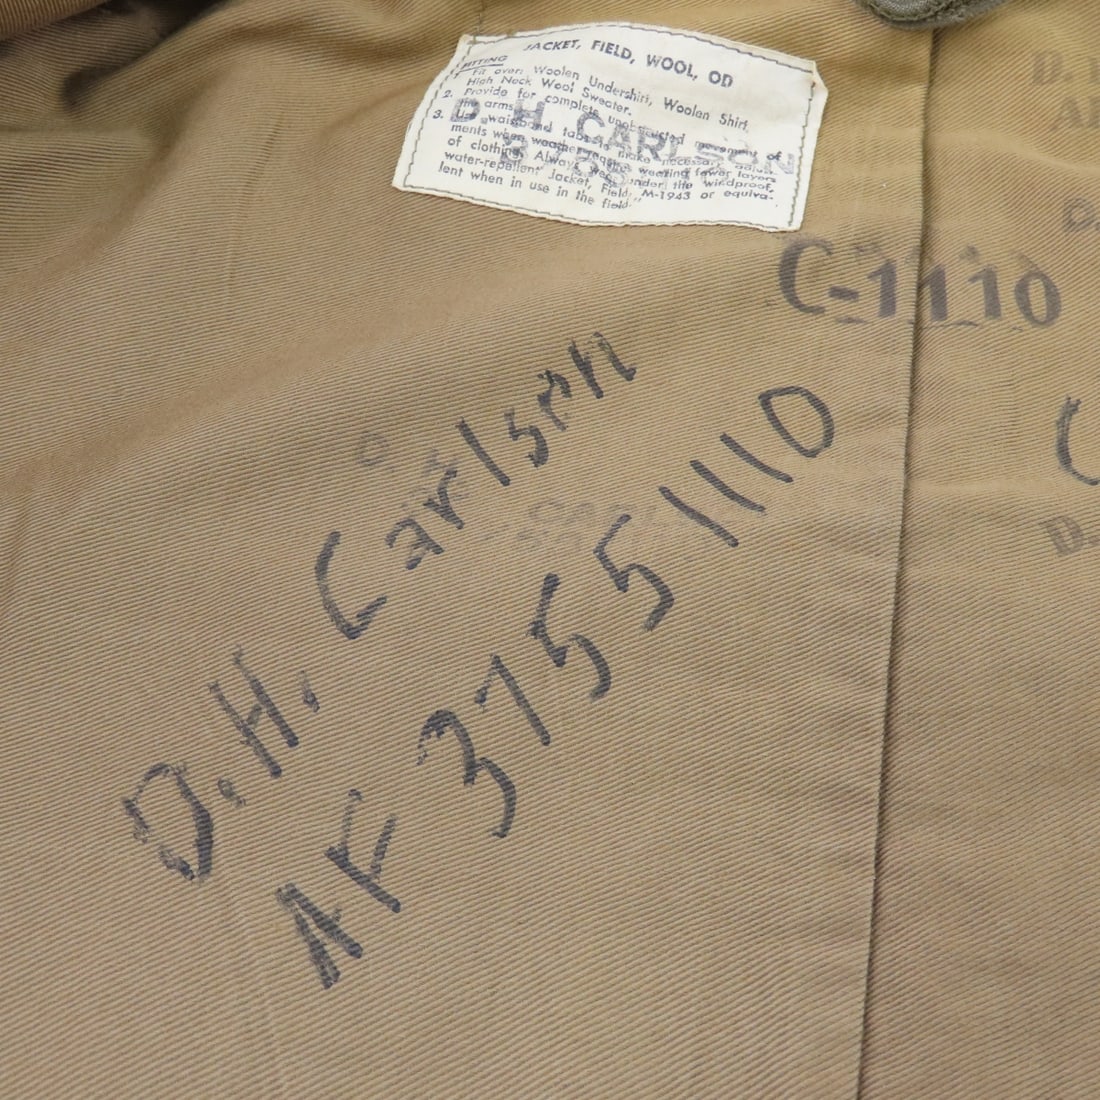 JACKET, FIELD, WOOL, OD
FITTING
1. Fit over: Woolen Undershirt, Woolen Shirt,
High Neck Wool Sweater.
2. Provide for complete unobstructed movement of
the arms.
3. Use waistband tabs to make necessary adjust-
ments when weather requires wearing fewer layers
of clothing. Always wear under the windproof,
water-repellent Jacket, Field, M-1943 or equiva-
lent when in use in the field."
D. H. CARLSON
C-1110
D. H. Carlson
AF 37551110
D.
D.